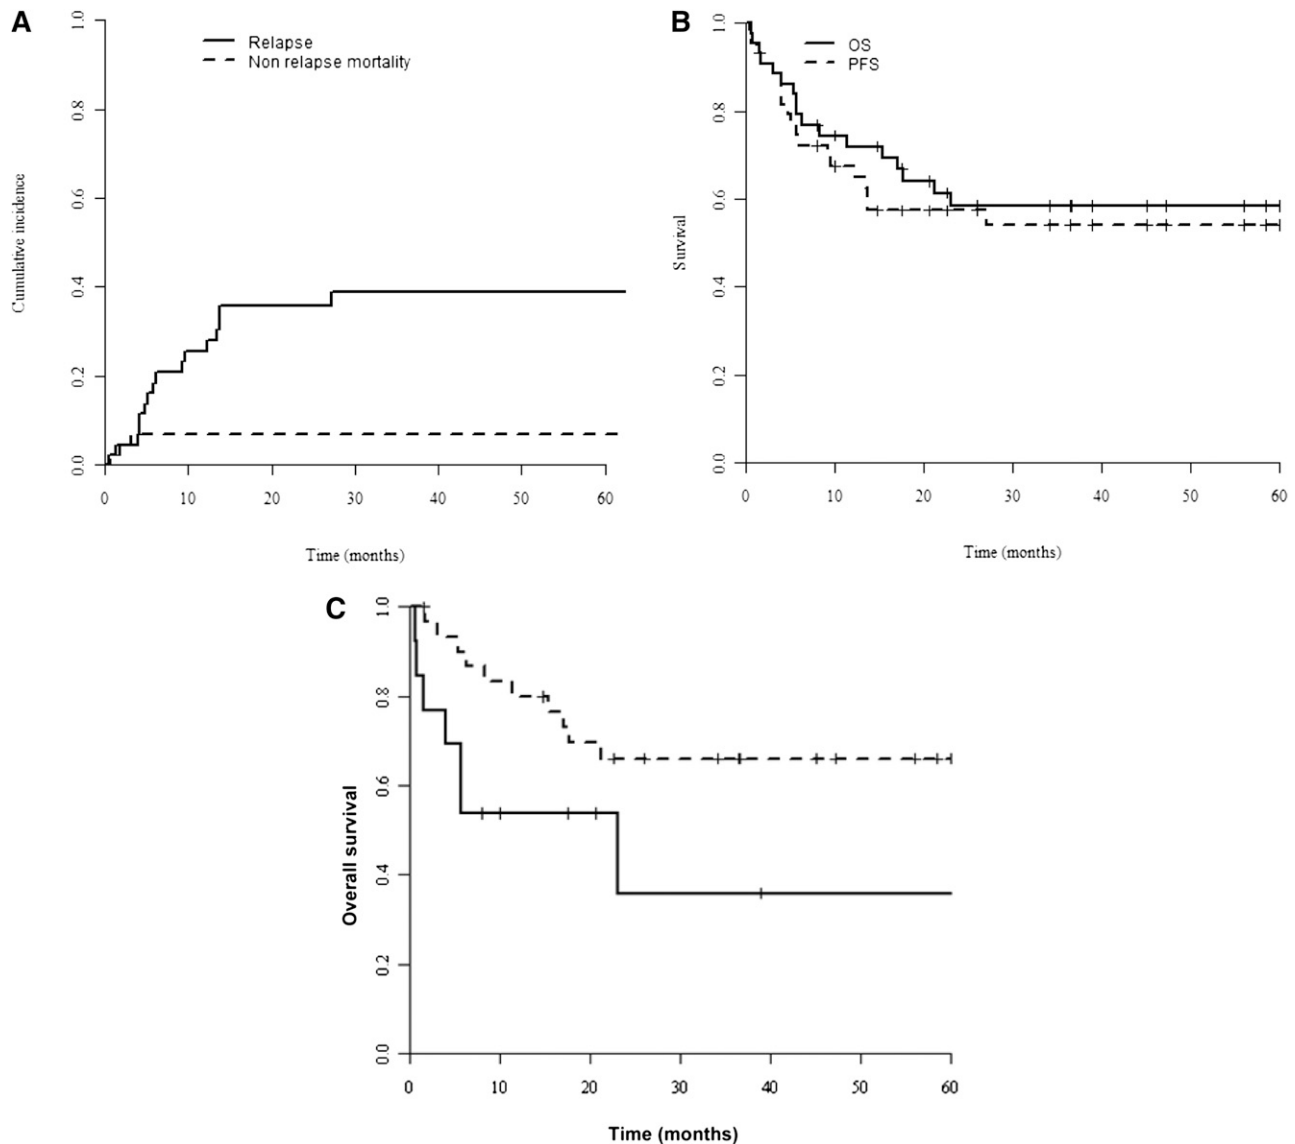 A
Relapse
Non relapse mortality
Cumulative incidence
1.0
0.8
0.6
0.4
0.2
0.0
0 10 20 30 40 50 60
Time (months)
B
OS
PFS
Survival
1.0
0.8
0.6
0.4
0.2
0.0
0 10 20 30 40 50 60
Time (months)
C
Overall survival
1.0
0.8
0.6
0.4
0.2
0.0
0 10 20 30 40 50 60
Time (months)